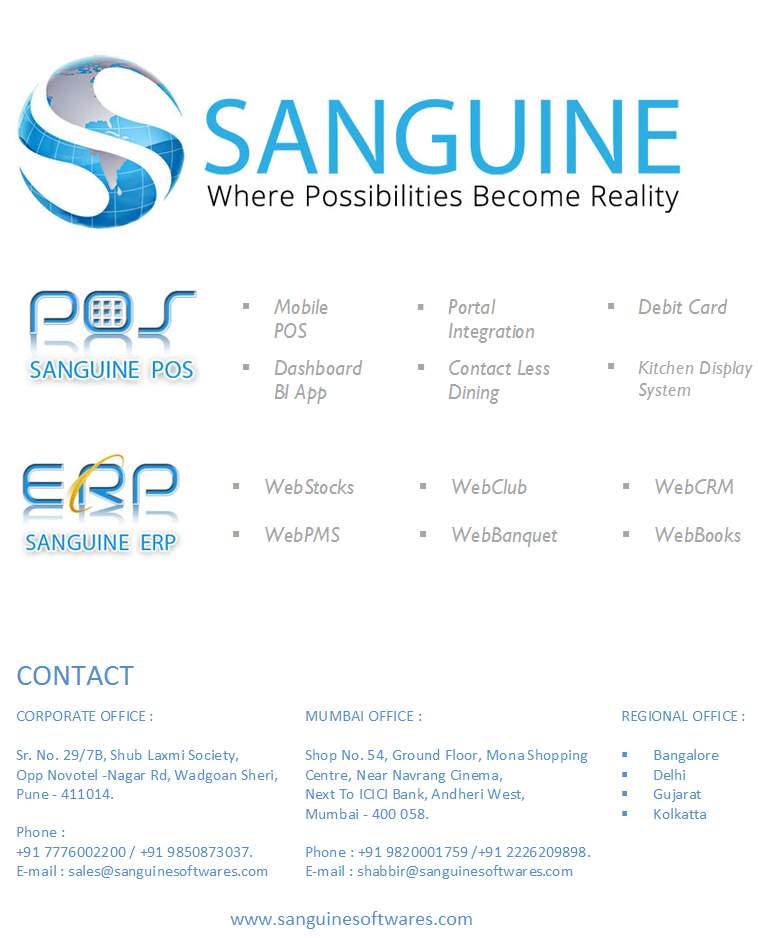 SANGUINE
Where Possibilities Become Reality
POS
SANGUINE POS
▪ Mobile
POS
▪ Portal
Integration
▪ Debit Card
▪ Dashboard
BI App
▪ Contact Less
Dining
▪ Kitchen Display
System
ERP
SANGUINE ERP
▪ WebStocks
▪ WebClub
▪ WebCRM
▪ WebPMS
▪ WebBanquet
▪ WebBooks
CONTACT
CORPORATE OFFICE :
Sr. No. 29/7B, Shub Laxmi Society,
Opp Novotel -Nagar Rd, Wadgoan Sheri,
Pune - 411014.
Phone :
+91 7776002200 / +91 9850873037.
E-mail : sales@sanguinesoftwares.com
MUMBAI OFFICE :
Shop No. 54, Ground Floor, Mona Shopping
Centre, Near Navrang Cinema,
Next To ICICI Bank, Andheri West,
Mumbai - 400 058.
Phone : +91 9820001759 /+91 2226209898.
E-mail : shabbir@sanguinesoftwares.com
REGIONAL OFFICE :
▪ Bangalore
▪ Delhi
▪ Gujarat
▪ Kolkatta
www.sanguinesoftwares.com